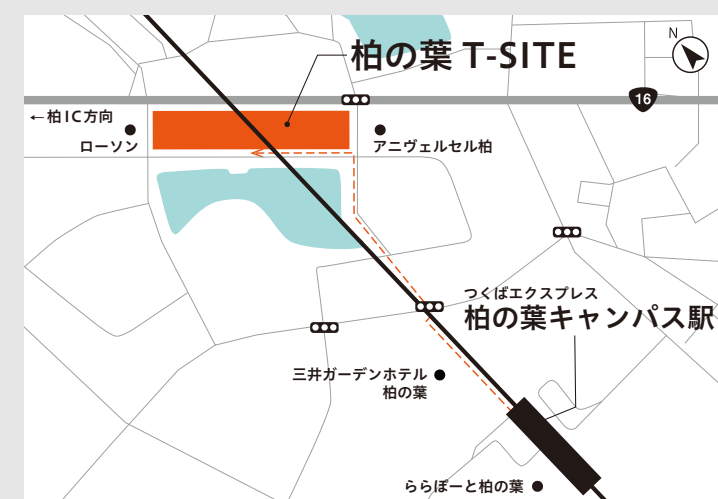 N
柏の葉 T-SITE
16
←柏IC方向
ローソン
アニヴェルセル柏
つくばエクスプレス
柏の葉キャンパス駅
三井ガーデンホテル
柏の葉
ららぽーと柏の葉